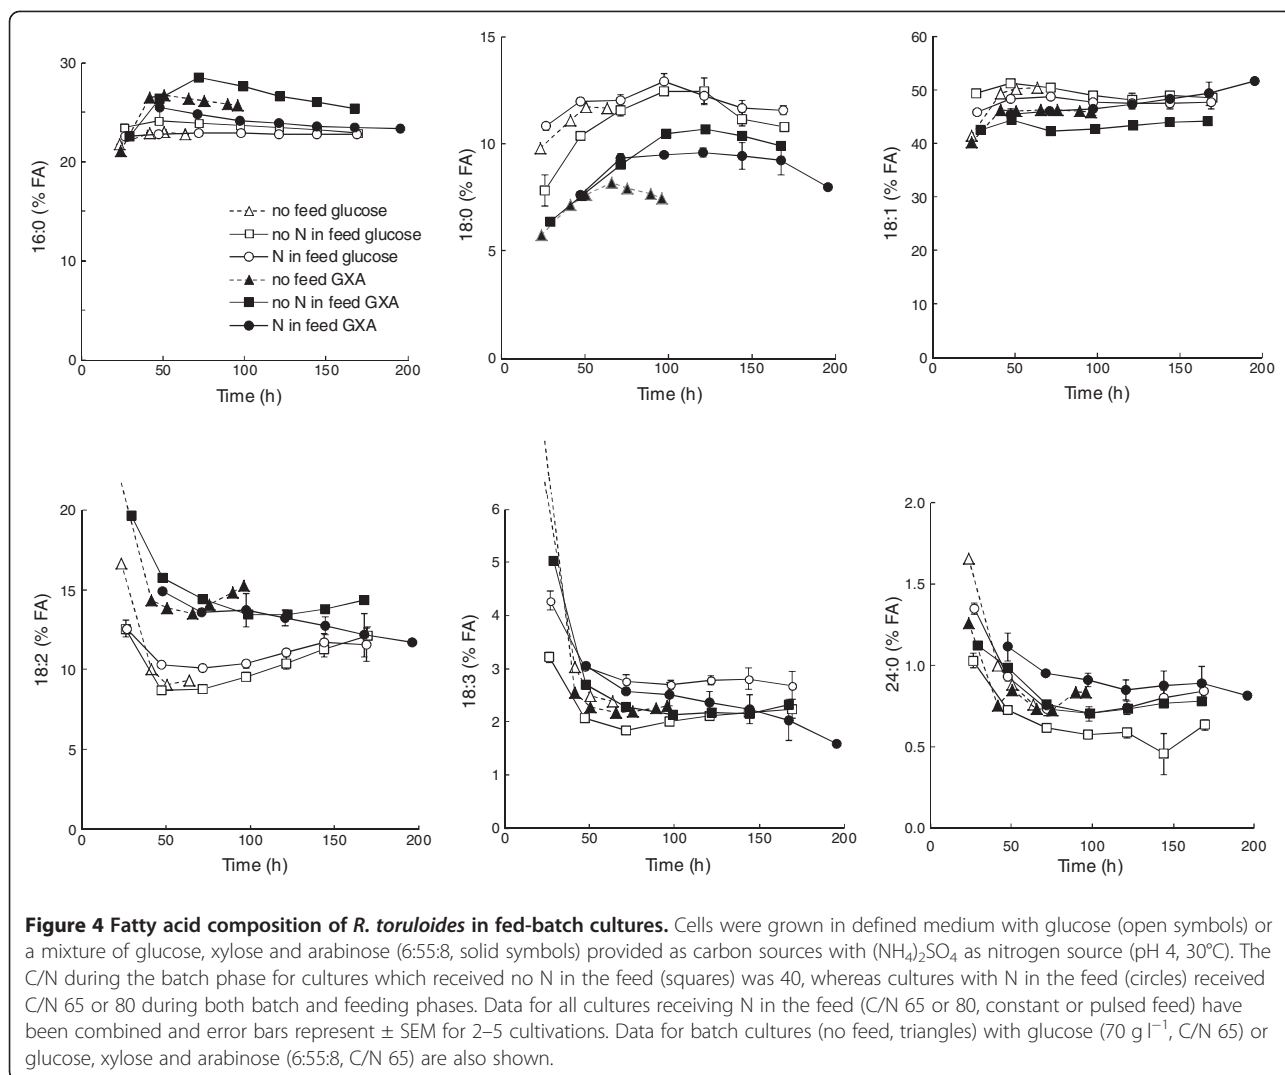 15
60
30
50
20
10
40
16:0 (% FA)
18:0 (% FA)
18:1 (% FA)
30
no feed glucose
no N in feed glucose
10
5
20
N in feed glucose
no feed GXA
10
no N in feed GXA
N in feed GXA
0
0
0
0 50 100 150 200
0 50 100 150 200
0 50 100 150 200
Time (h)
Time (h)
Time (h)
20
6
2.0
5
15
1.5
4
18:2 (% FA)
18:3 (% FA)
24:0 (% FA)
10
3
1.0
2
5
0.5
1
0
0
0.0
0 50 100 150 200
0 50 100 150 200
0 50 100 150 200
Time (h)
Time (h)
Time (h)
Figure 4 Fatty acid composition of R. toruloides in fed-batch cultures. Cells were grown in defined medium with glucose (open symbols) or
a mixture of glucose, xylose and arabinose (6:55:8, solid symbols) provided as carbon sources with (NH₄)₂SO₄ as nitrogen source (pH 4, 30°C). The
C/N during the batch phase for cultures which received no N in the feed (squares) was 40, whereas cultures with N in the feed (circles) received
C/N 65 or 80 during both batch and feeding phases. Data for all cultures receiving N in the feed (C/N 65 or 80, constant or pulsed feed) have
been combined and error bars represent ± SEM for 2–5 cultivations. Data for batch cultures (no feed, triangles) with glucose (70 g l⁻¹, C/N 65) or
glucose, xylose and arabinose (6:55:8, C/N 65) are also shown.